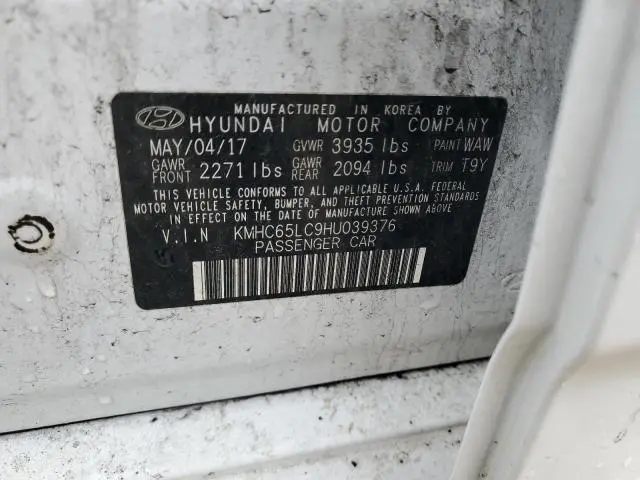 MANUFACTURED IN KOREA BY
HYUNDAI MOTOR COMPANY
MAY/04/17 GVWR 3935 lbs PAINT WAW
GAWR FRONT 2271 lbs GAWR REAR 2094 lbs TRIM T9Y
THIS VEHICLE CONFORMS TO ALL APPLICABLE U.S.A. FEDERAL
MOTOR VEHICLE SAFETY, BUMPER, AND THEFT PREVENTION STANDARDS
IN EFFECT ON THE DATE OF MANUFACTURE SHOWN ABOVE.
V.I.N KMHC65LC9HU039376
PASSENGER CAR